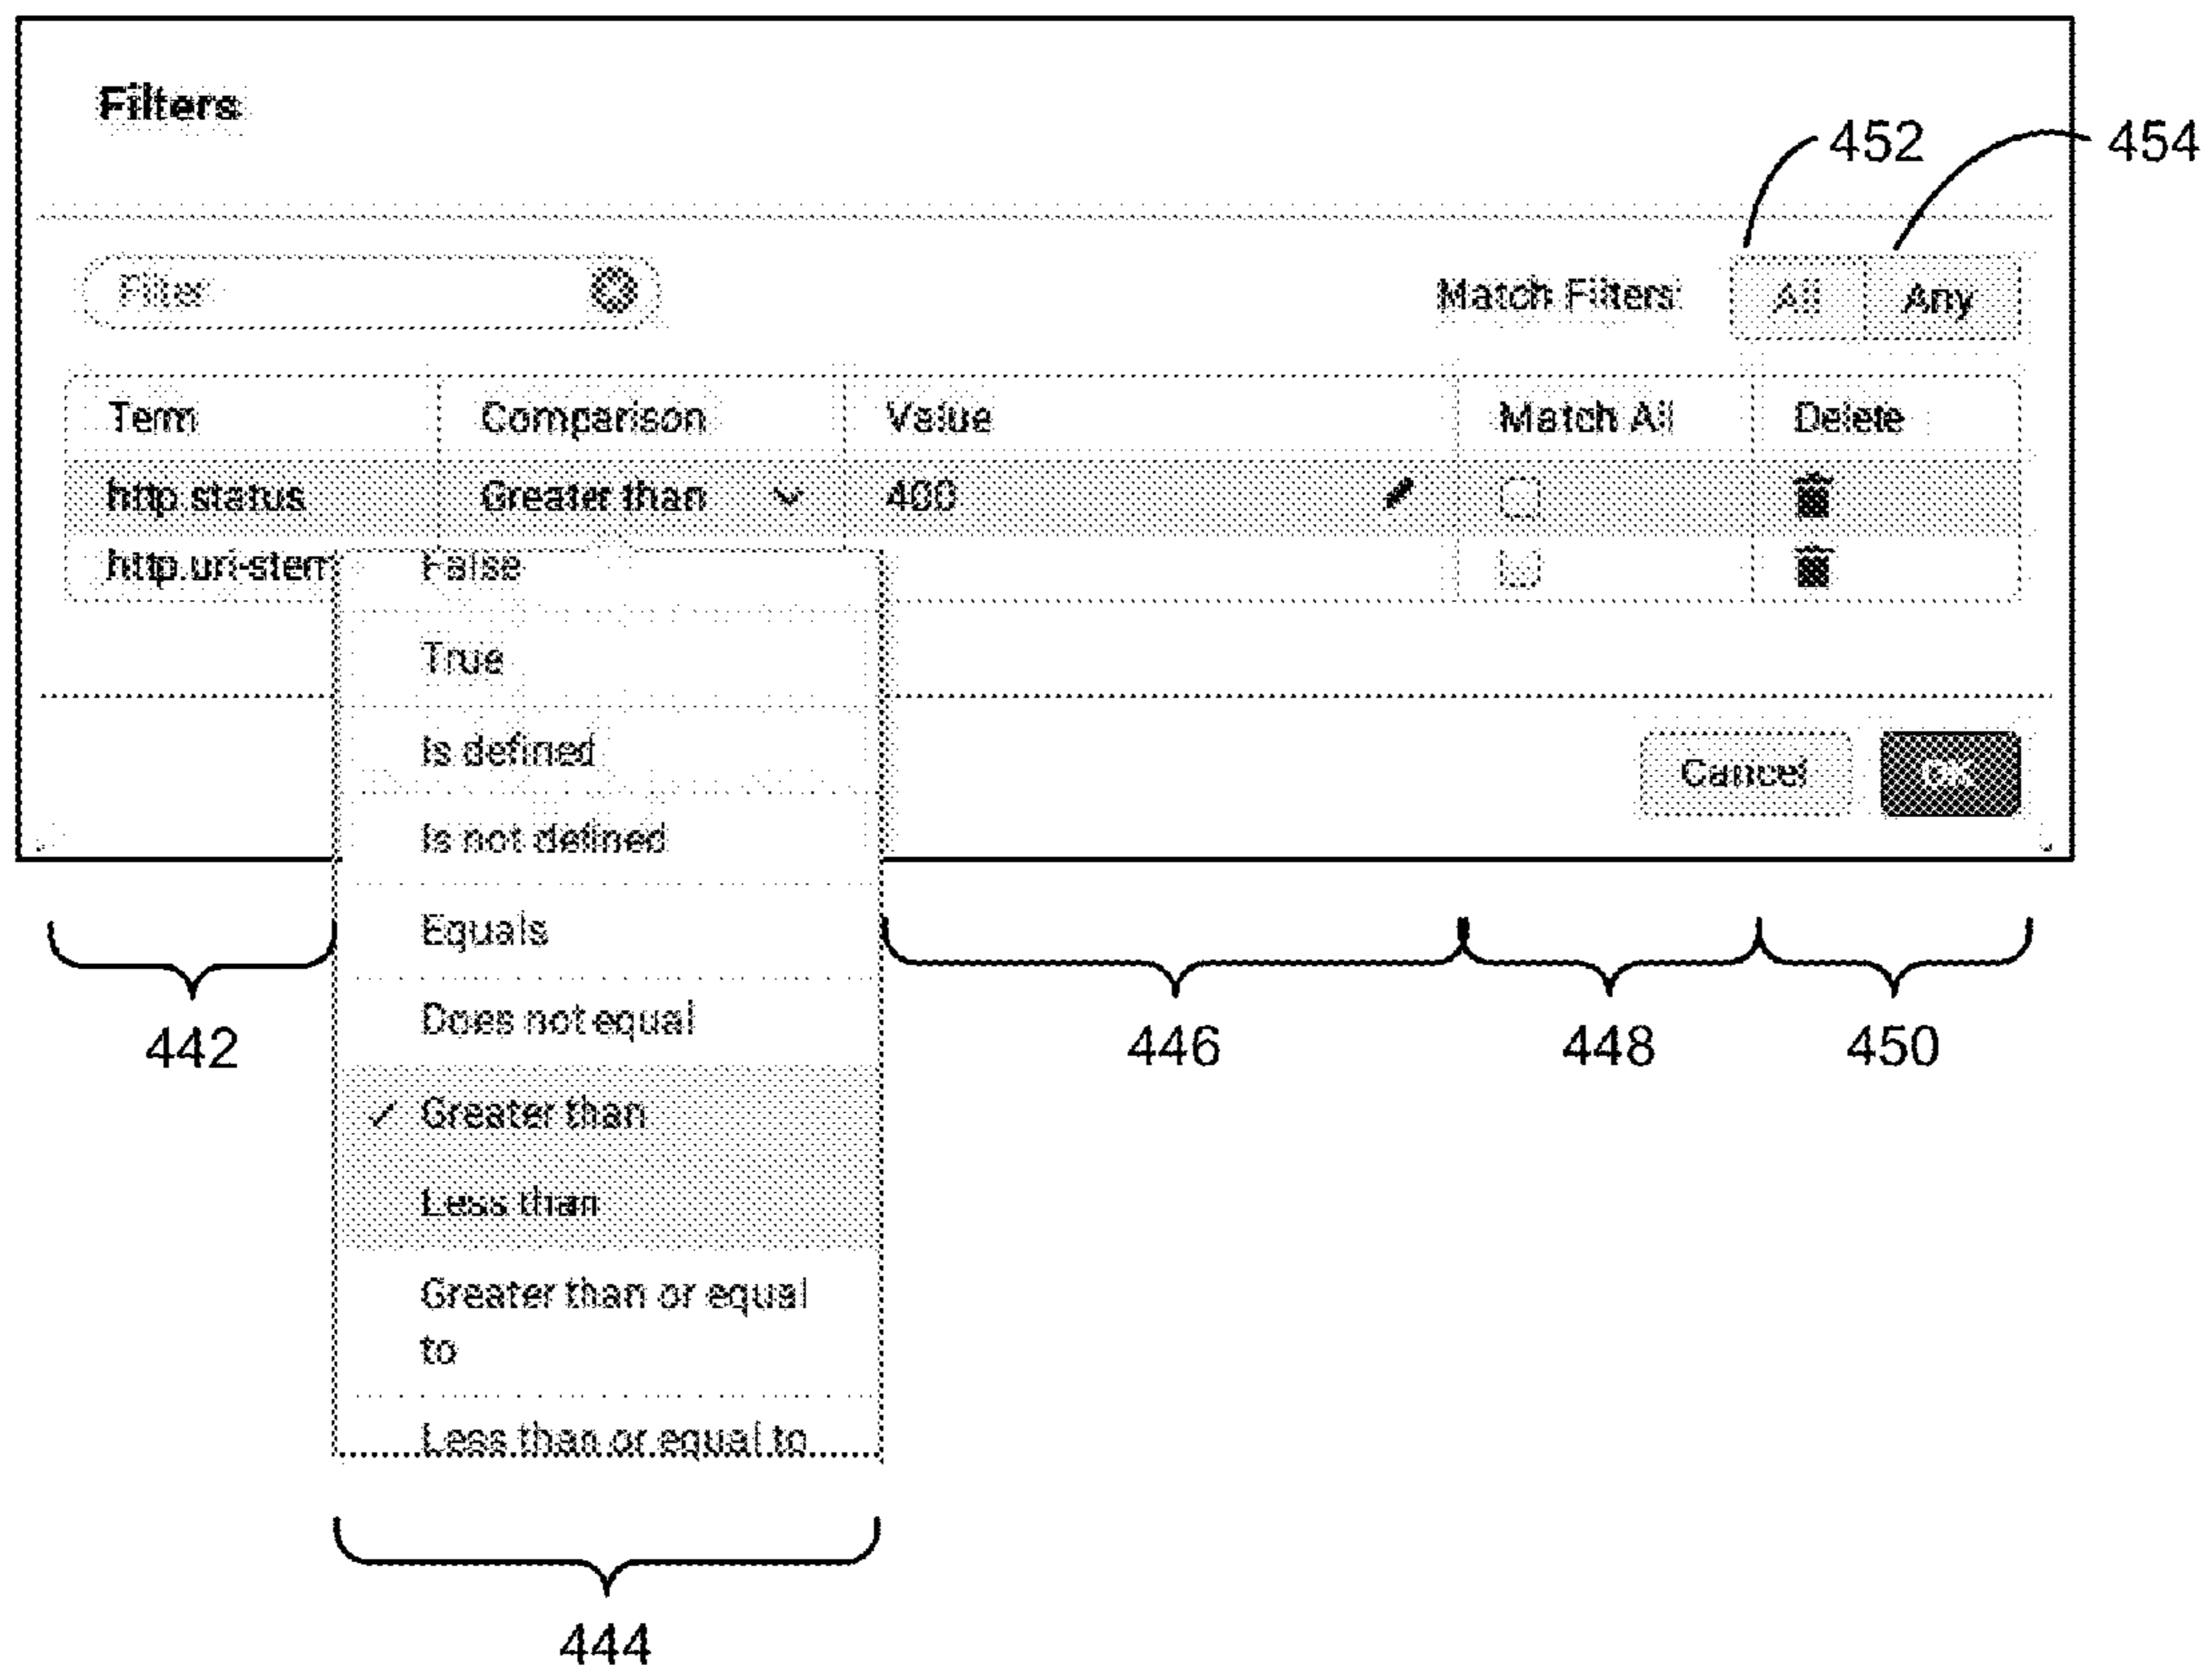 Filters
452
454
Filter
Match Filters:
All
Any
Term
Comparison
Value
Match All
Delete
http.status
Greater than
400
http.uri-stem
False
True
Is defined
Is not defined
Cancel
OK
Equals
Does not equal
442
446
448
450
Greater than
Less than
Greater than or equal
to
Less than or equal to
444